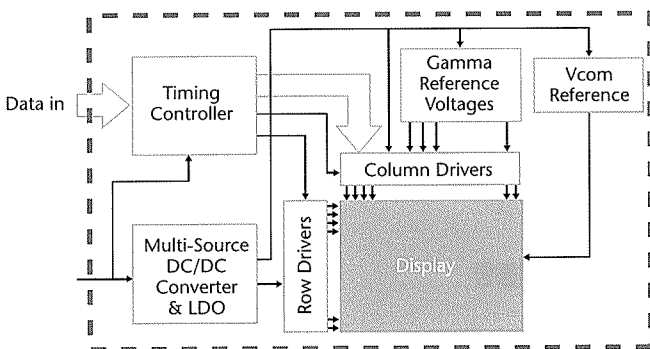 Data in
Timing
Controller
Gamma
Reference
Voltages
Vcom
Reference
Column Drivers
Multi-Source
DC/DC
Converter
& LDO
Row Drivers
Display